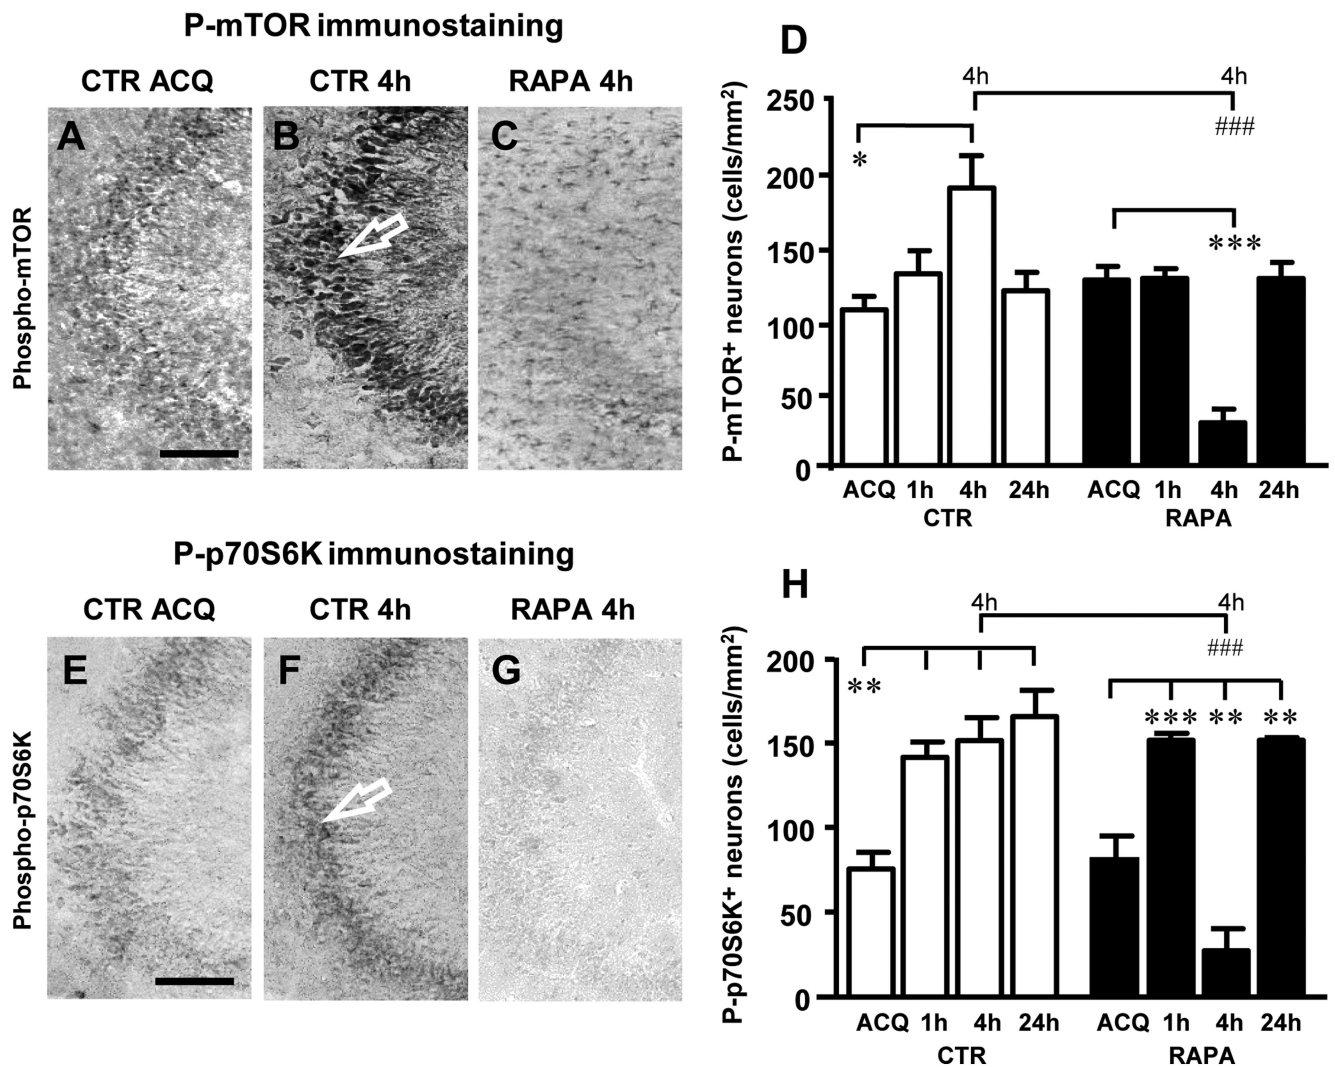 P-mTOR immunostaining
CTR ACQ CTR 4h RAPA 4h
A B C
Phospho-mTOR
D
4h 4h
###
*
***
P-mTOR+ neurons (cells/mm2)
250
200
150
100
50
0
ACQ 1h 4h 24h ACQ 1h 4h 24h
CTR RAPA
P-p70S6K immunostaining
CTR ACQ CTR 4h RAPA 4h
E F G
Phospho-p70S6K
H
4h 4h
###
**
*** ** **
P-p70S6K+ neurons (cells/mm2)
200
150
100
50
0
ACQ 1h 4h 24h ACQ 1h 4h 24h
CTR RAPA